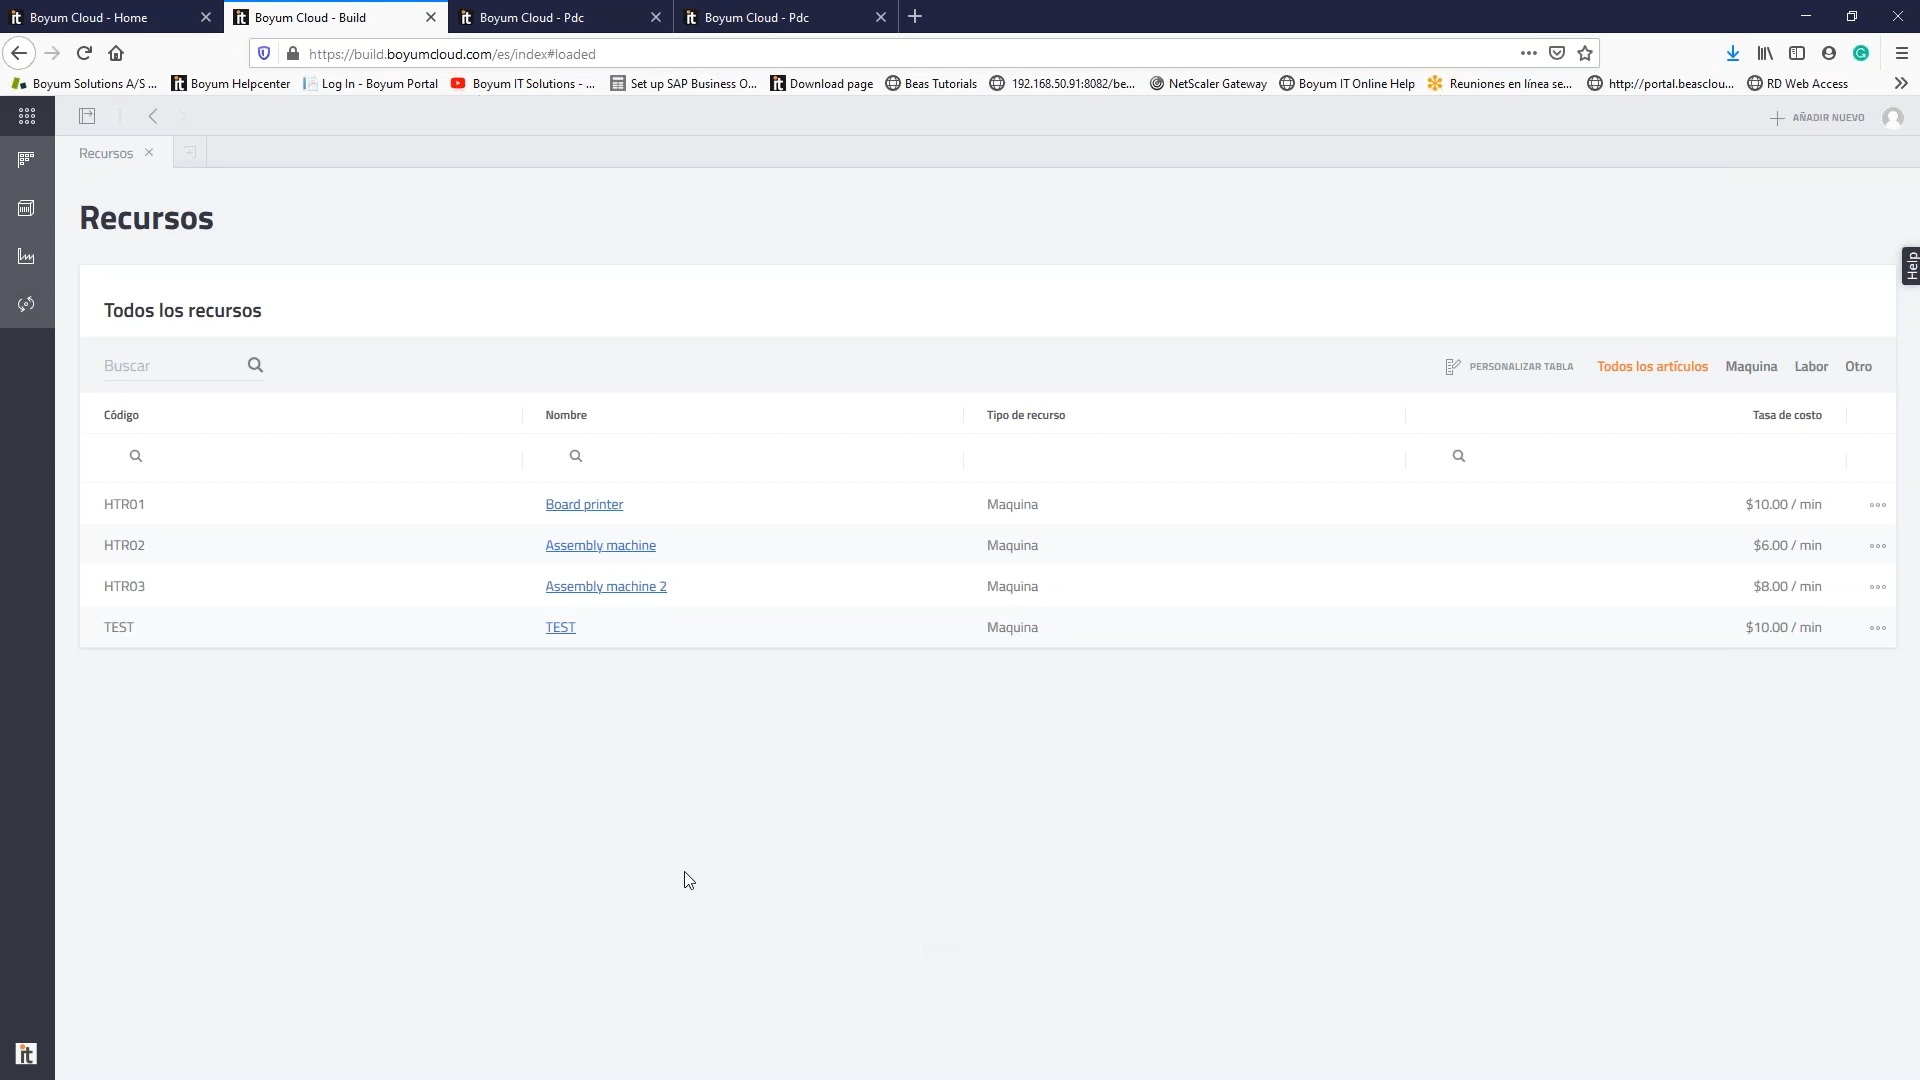 Boyum Cloud - Home
Boyum Cloud - Build
Boyum Cloud - Pdc
Boyum Cloud - Pdc
https://build.boyumcloud.com/es/index#loaded
Boyum Solutions A/S ...
Boyum Helpcenter
Log In - Boyum Portal
Boyum IT Solutions - ...
Set up SAP Business O...
Download page
Beas Tutorials
192.168.50.91:8082/be...
NetScaler Gateway
Boyum IT Online Help
Reuniones en línea se...
http://portal.beasclou...
RD Web Access
AÑADIR NUEVO
Recursos
Recursos
Help
Todos los recursos
Buscar
PERSONALIZAR TABLA
Todos los artículos
Maquina
Labor
Otro
Código
Nombre
Tipo de recurso
Tasa de costo
HTR01
Board printer
Maquina
$10.00 / min
HTR02
Assembly machine
Maquina
$6.00 / min
HTR03
Assembly machine 2
Maquina
$8.00 / min
TEST
TEST
Maquina
$10.00 / min
it